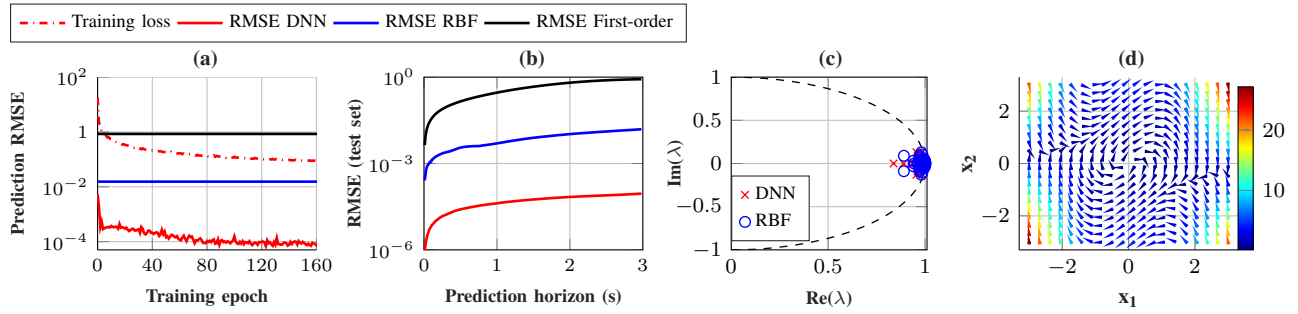 Training loss RMSE DNN RMSE RBF RMSE First-order
(a) (b) (c) (d)
Prediction RMSE
10^2
1
10^−2
10^−4
0 40 80 120 160
Training epoch
RMSE (test set)
10^0
10^−3
10^−6
0 1 2 3
Prediction horizon (s)
Im(λ)
1
0.5
0
−0.5
−1
0 0.5 1
Re(λ)
DNN
RBF
x_2
2
0
−2
−2 0 2
x_1
20
10